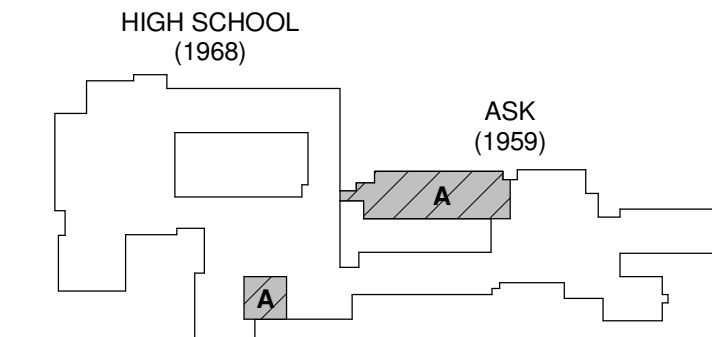 HIGH SCHOOL
(1968)
ASK
(1959)
A
A